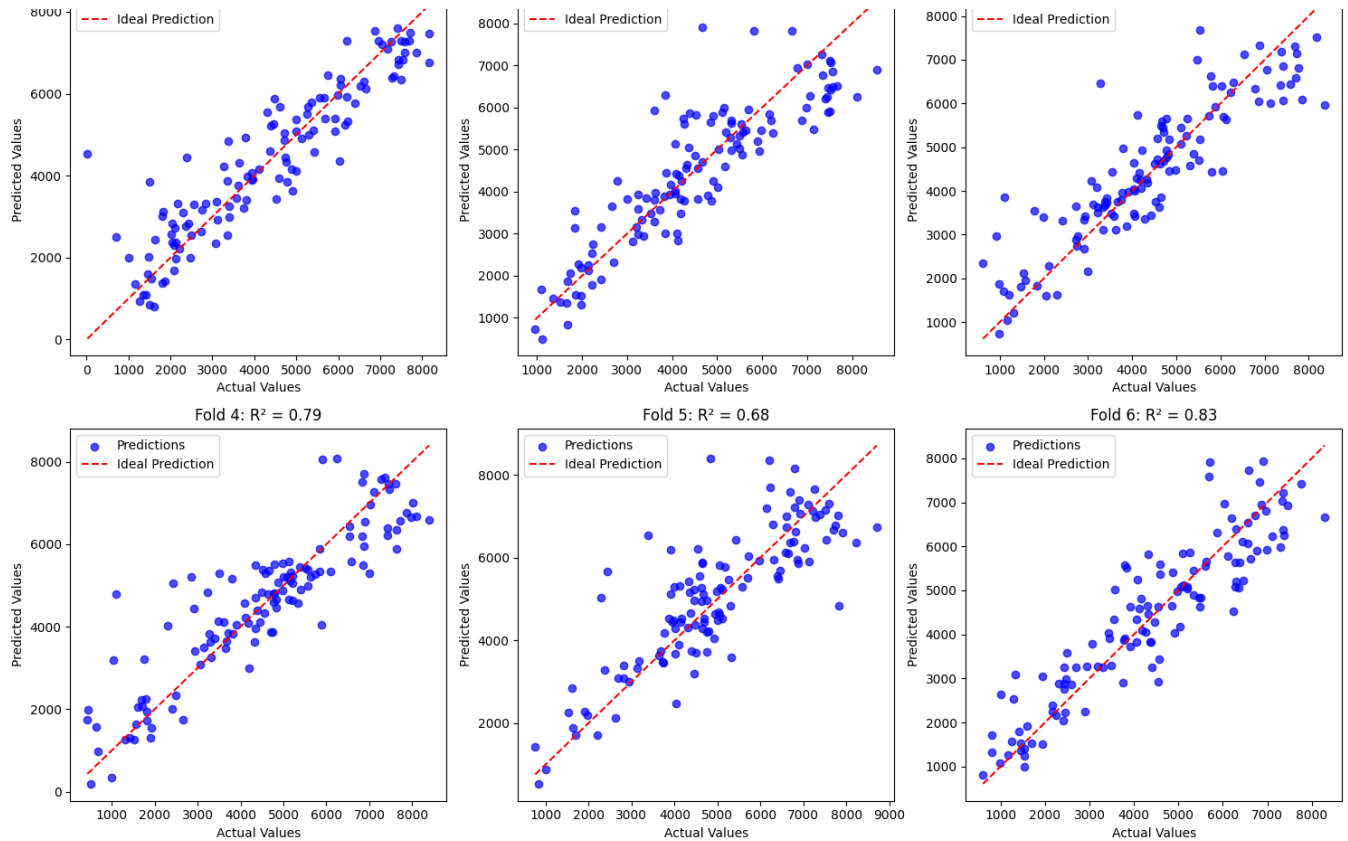 Ideal Prediction
8000
6000
4000
2000
0
Predicted Values
0 1000 2000 3000 4000 5000 6000 7000 8000
Actual Values
Ideal Prediction
8000
7000
6000
5000
4000
3000
2000
1000
Predicted Values
1000 2000 3000 4000 5000 6000 7000 8000
Actual Values
Ideal Prediction
8000
7000
6000
5000
4000
3000
2000
1000
Predicted Values
1000 2000 3000 4000 5000 6000 7000 8000
Actual Values
Fold 4: R² = 0.79
Predictions
Ideal Prediction
8000
6000
4000
2000
0
Predicted Values
1000 2000 3000 4000 5000 6000 7000 8000
Actual Values
Fold 5: R² = 0.68
Predictions
Ideal Prediction
8000
6000
4000
2000
Predicted Values
1000 2000 3000 4000 5000 6000 7000 8000 9000
Actual Values
Fold 6: R² = 0.83
Predictions
Ideal Prediction
8000
7000
6000
5000
4000
3000
2000
1000
Predicted Values
1000 2000 3000 4000 5000 6000 7000 8000
Actual Values